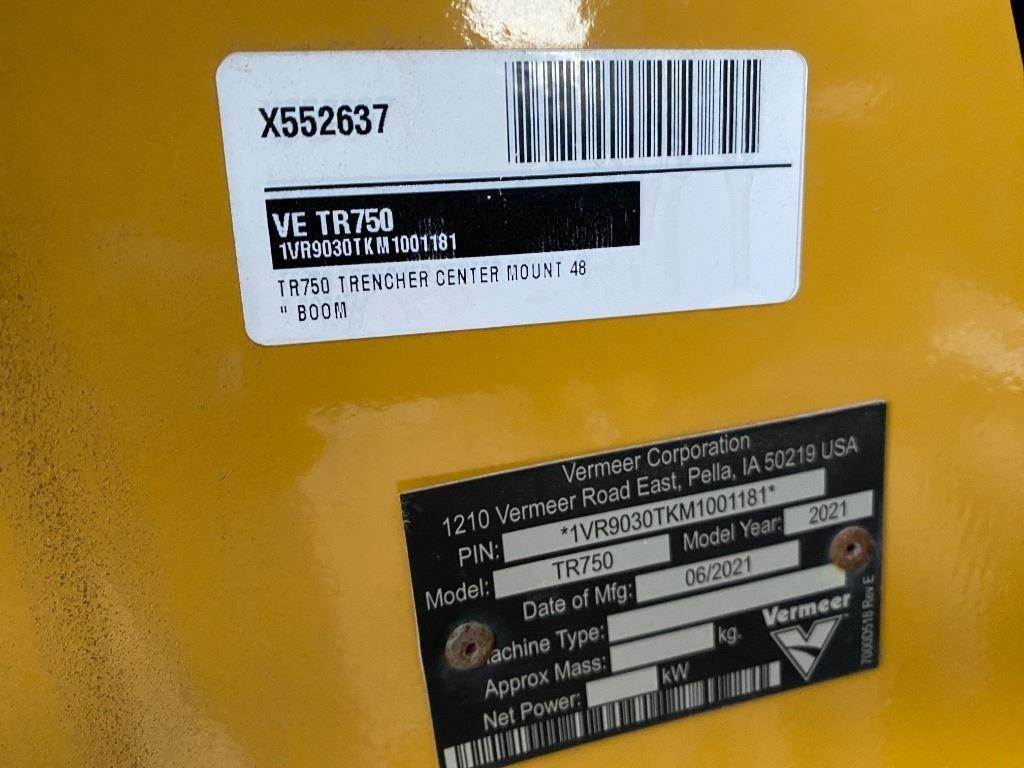 X552637
VE TR750
1VR9030TKM1001181
TR750 TRENCHER CENTER MOUNT 48
" BOOM
Vermeer Corporation
1210 Vermeer Road East, Pella, IA 50219 USA
PIN: *1VR9030TKM1001181*
Model: TR750 Model Year: 2021
Date of Mfg: 06/2021
achine Type:
Approx Mass: kg.
Net Power: kW
Vermeer